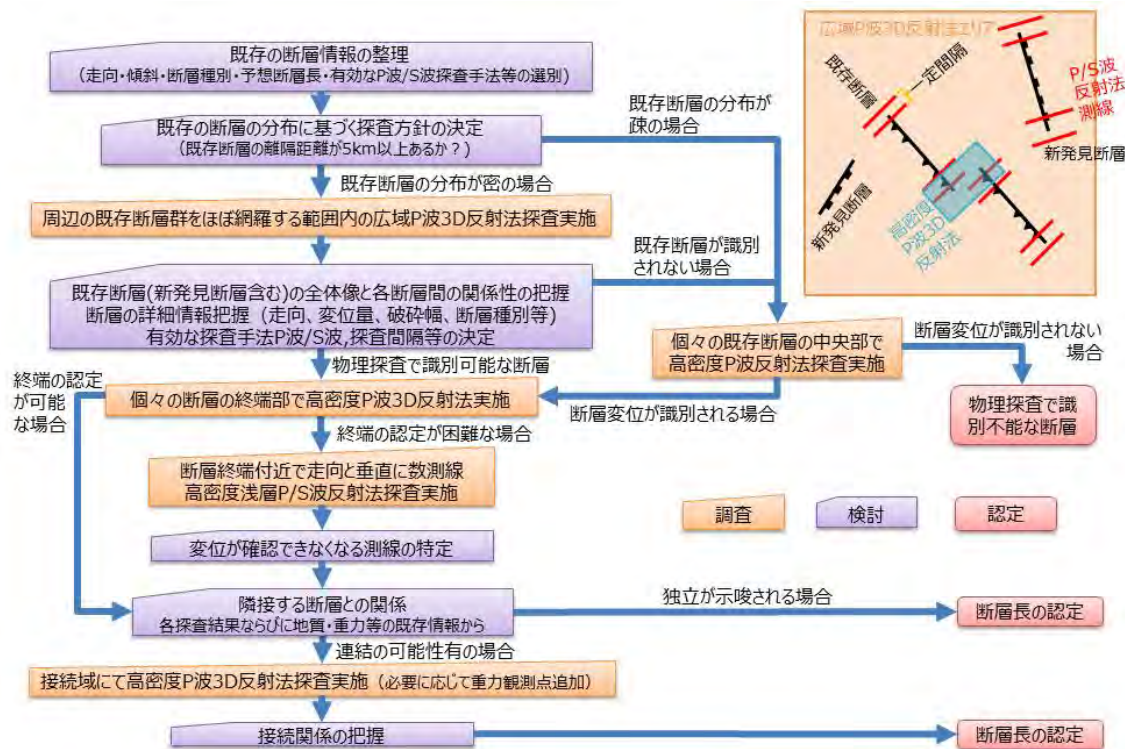 既存の断層情報の整理
（走向・傾斜・断層種別・予想断層長・有効なP波/S波探査手法等の選別）
既存の断層の分布に基づく探査方針の決定
（既存断層の離隔距離が5km以上あるか？）
既存断層の分布が
疎の場合
既存断層の分布が密の場合
周辺の既存断層群をほぼ網羅する範囲内の広域P波3D反射法探査実施
既存断層が識別
されない場合
既存断層(新発見断層含む)の全体像と各断層間の関係性の把握
断層の詳細情報把握（走向、変位量、破砕幅、断層種別等）
有効な探査手法P波/S波,探査間隔等の決定
個々の既存断層の中央部で
高密度P波反射法探査実施
断層変位が識別されない
場合
物理探査で識
別不能な断層
物理探査で識別可能な断層
終端の認定
が可能
な場合
個々の断層の終端部で高密度P波3D反射法実施
断層変位が識別される場合
終端の認定が困難な場合
断層終端付近で走向と垂直に数測線
高密度浅層P/S波反射法探査実施
調査
検討
認定
変位が確認できなくなる測線の特定
隣接する断層との関係
各探査結果ならびに地質・重力等の既存情報から
独立が示唆される場合
断層長の認定
連結の可能性有の場合
接続域にて高密度P波3D反射法探査実施（必要に応じて重力観測点追加）
接続関係の把握
断層長の認定
広域P波3D反射法エリア
既存断層
一定間隔
P/S波
反射法
測線
新発見断層
新発見断層
高密度
P波3D
反射法